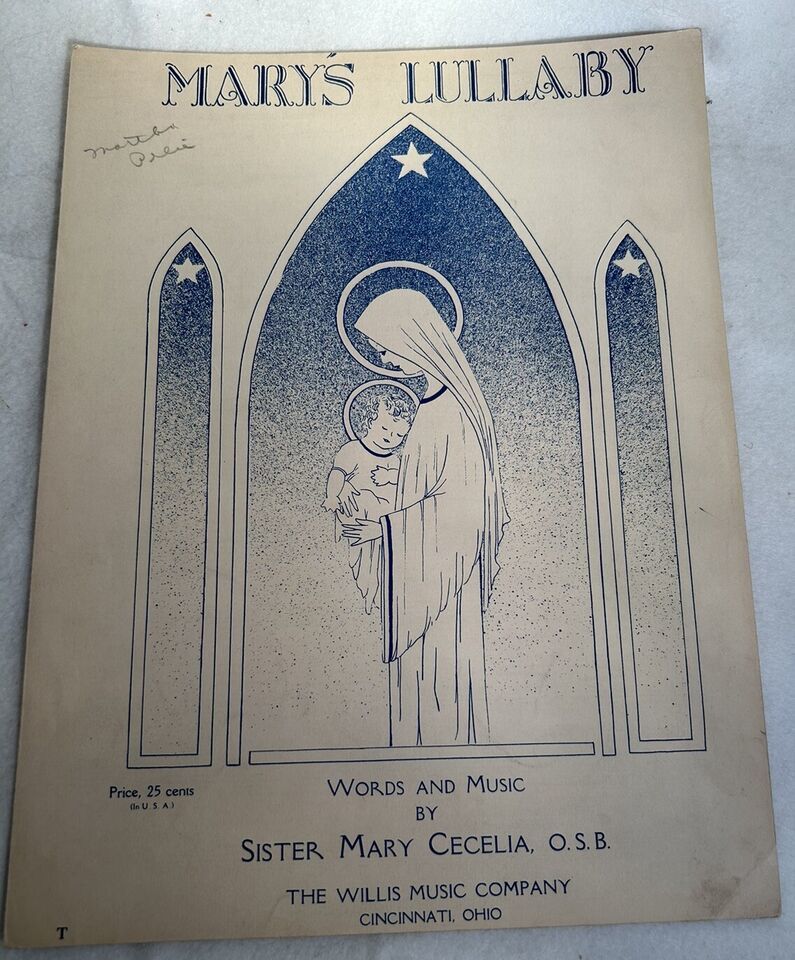 MARY'S LULLABY
Price, 25 cents
(In U. S. A.)
WORDS AND MUSIC
BY
SISTER MARY CECELIA, O.S.B.
THE WILLIS MUSIC COMPANY
CINCINNATI, OHIO
T